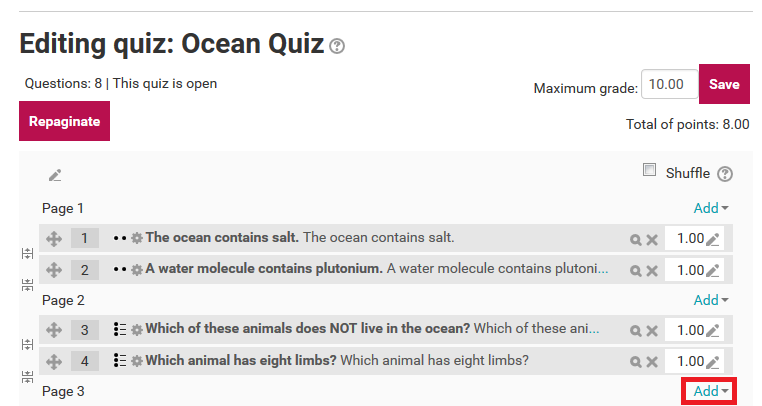 Editing quiz: Ocean Quiz
Questions: 8 | This quiz is open
Maximum grade: 10.00 Save
Repaginate
Total of points: 8.00
Shuffle
Page 1 Add
1 The ocean contains salt. The ocean contains salt. 1.00
2 A water molecule contains plutonium. A water molecule contains plutoni... 1.00
Page 2 Add
3 Which of these animals does NOT live in the ocean? Which of these ani... 1.00
4 Which animal has eight limbs? Which animal has eight limbs? 1.00
Page 3 Add